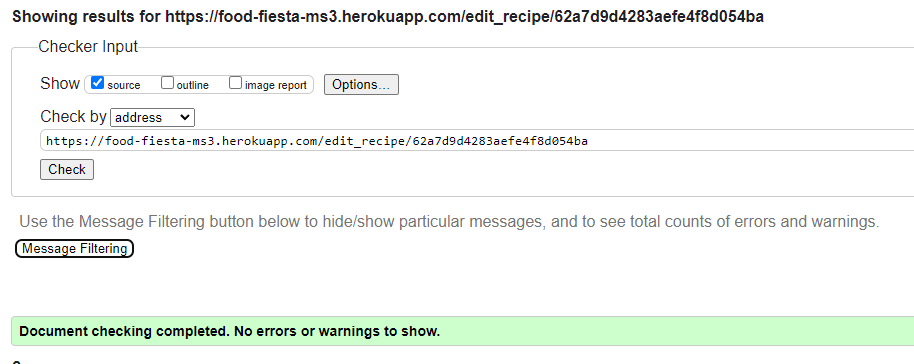 Showing results for https://food-fiesta-ms3.herokuapp.com/edit_recipe/62a7d9d4283aefe4f8d054ba
Checker Input
Show source outline image report Options...
Check by address
https://food-fiesta-ms3.herokuapp.com/edit_recipe/62a7d9d4283aefe4f8d054ba
Check
Use the Message Filtering button below to hide/show particular messages, and to see total counts of errors and warnings.
Message Filtering
Document checking completed. No errors or warnings to show.